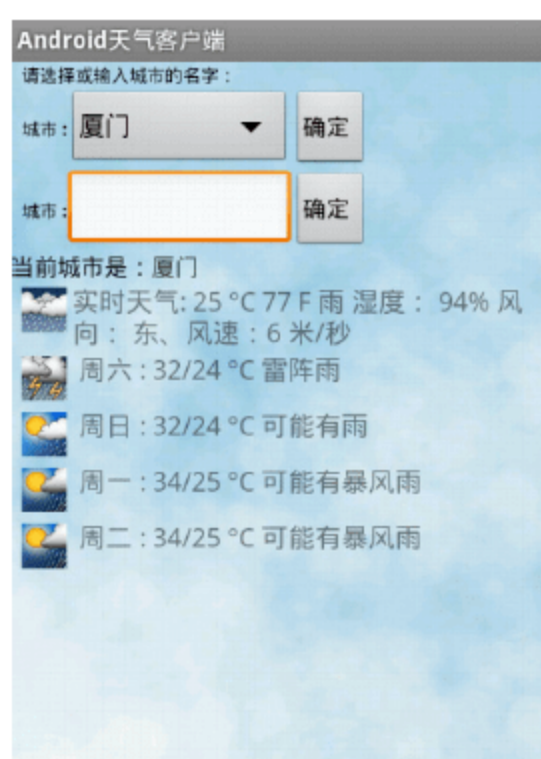 Android天气客户端
请选择或输入城市的名字：
城市：厦门 确定
城市： 确定
当前城市是：厦门
实时天气: 25 °C 77 F 雨 湿度： 94% 风
向： 东、风速：6 米/秒
周六 : 32/24 °C 雷阵雨
周日 : 32/24 °C 可能有雨
周一 : 34/25 °C 可能有暴风雨
周二 : 34/25 °C 可能有暴风雨